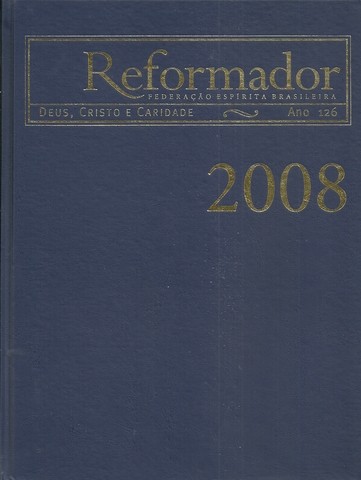 Reformador
FEDERAÇÃO ESPÍRITA BRASILEIRA
DEUS, CRISTO E CARIDADE Ano 126
2008